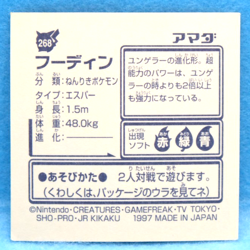 268
フーディン
アマダ
分類:ねんりきポケモン
タイプ:エスパー
身長:1.5m
体重:48.0kg
進化:———
ユンゲラーの進化形。超
能力のパワーは、ユンゲ
ラーの時よりも2倍以上
も強力になっている。
出現
ソフト
赤 緑 青
●あそびかた● 2人対戦で遊びます。
(くわしくは、パッケージのウラを見てネ)
©Nintendo・CREATURES・GAMEFREAK・TV TOKYO・
SHO-PRO・JR KIKAKU 1997 MADE IN JAPAN